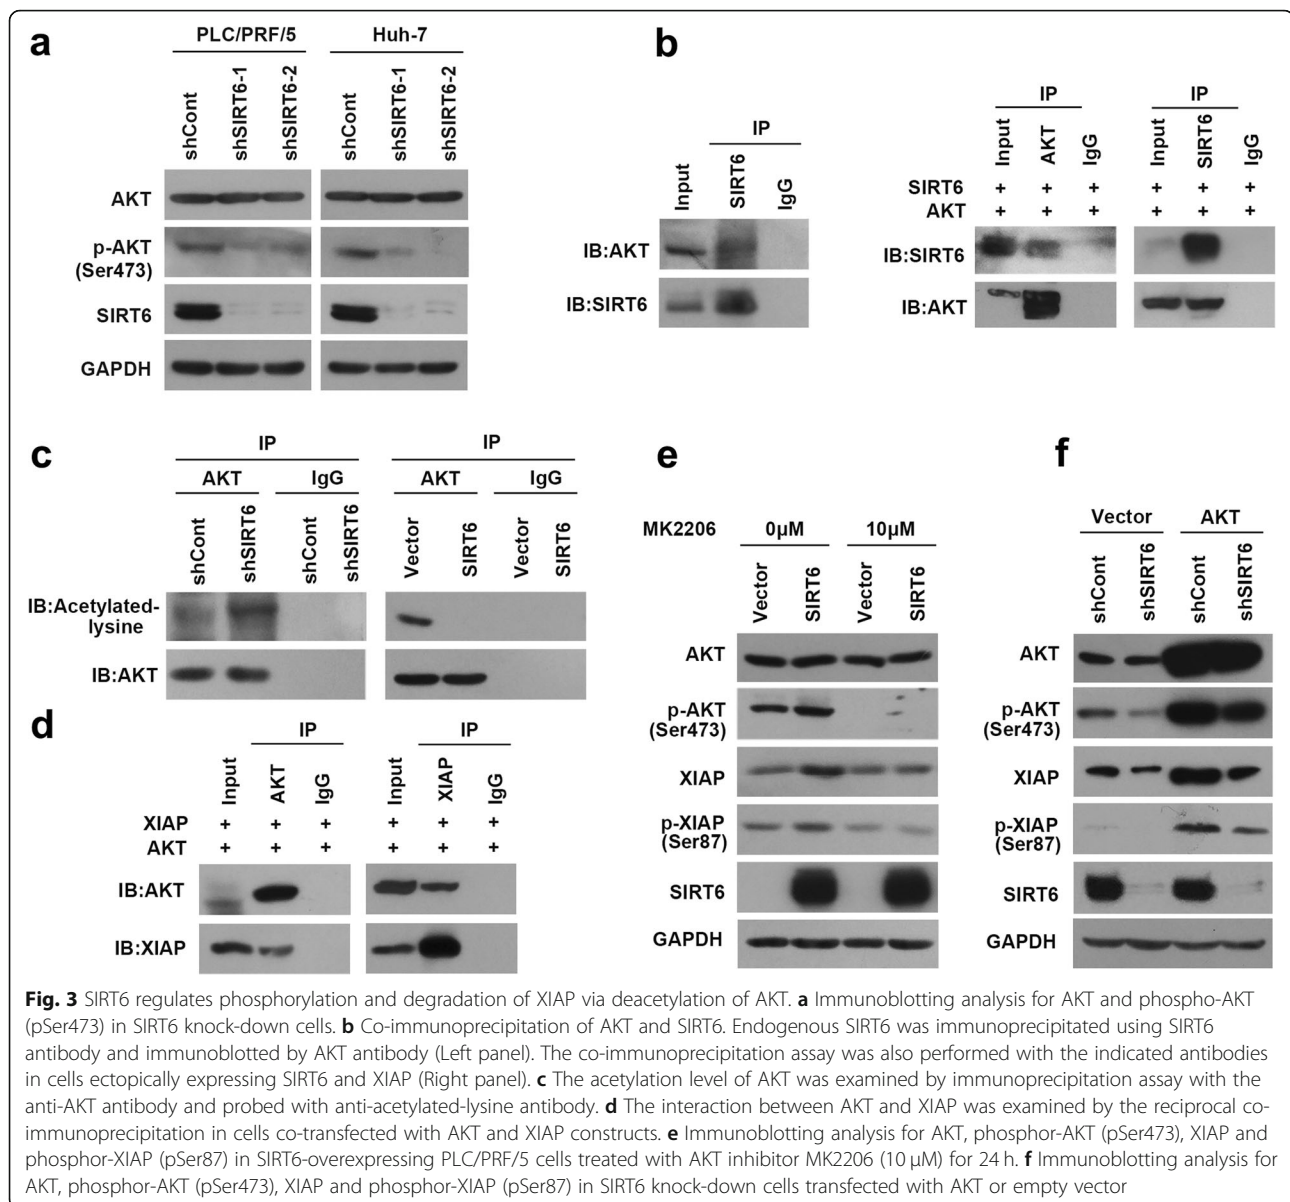 a
PLC/PRF/5 Huh-7
shCont shSIRT6-1 shSIRT6-2 shCont shSIRT6-1 shSIRT6-2
AKT
p-AKT
(Ser473)
SIRT6
GAPDH
b
IP
Input SIRT6 IgG
IB:AKT
IB:SIRT6
IP IP
Input AKT IgG Input SIRT6 IgG
SIRT6 + + + + + +
AKT + + + + + +
IB:SIRT6
IB:AKT
c
IP IP
AKT IgG AKT IgG
shCont shSIRT6 shCont shSIRT6 Vector SIRT6 Vector SIRT6
IB:Acetylated-
lysine
IB:AKT
d
IP IP
Input AKT IgG Input XIAP IgG
XIAP + + + + + +
AKT + + + + + +
IB:AKT
IB:XIAP
e
MK2206 0μM 10μM
Vector SIRT6 Vector SIRT6
AKT
p-AKT
(Ser473)
XIAP
p-XIAP
(Ser87)
SIRT6
GAPDH
f
Vector AKT
shCont shSIRT6 shCont shSIRT6
AKT
p-AKT
(Ser473)
XIAP
p-XIAP
(Ser87)
SIRT6
GAPDH
Fig. 3 SIRT6 regulates phosphorylation and degradation of XIAP via deacetylation of AKT. a Immunoblotting analysis for AKT and phospho-AKT
(pSer473) in SIRT6 knock-down cells. b Co-immunoprecipitation of AKT and SIRT6. Endogenous SIRT6 was immunoprecipitated using SIRT6
antibody and immunoblotted by AKT antibody (Left panel). The co-immunoprecipitation assay was also performed with the indicated antibodies
in cells ectopically expressing SIRT6 and XIAP (Right panel). c The acetylation level of AKT was examined by immunoprecipitation assay with the
anti-AKT antibody and probed with anti-acetylated-lysine antibody. d The interaction between AKT and XIAP was examined by the reciprocal co-
immunoprecipitation in cells co-transfected with AKT and XIAP constructs. e Immunoblotting analysis for AKT, phosphor-AKT (pSer473), XIAP and
phosphor-XIAP (pSer87) in SIRT6-overexpressing PLC/PRF/5 cells treated with AKT inhibitor MK2206 (10 μM) for 24 h. f Immunoblotting analysis for
AKT, phosphor-AKT (pSer473), XIAP and phosphor-XIAP (pSer87) in SIRT6 knock-down cells transfected with AKT or empty vector